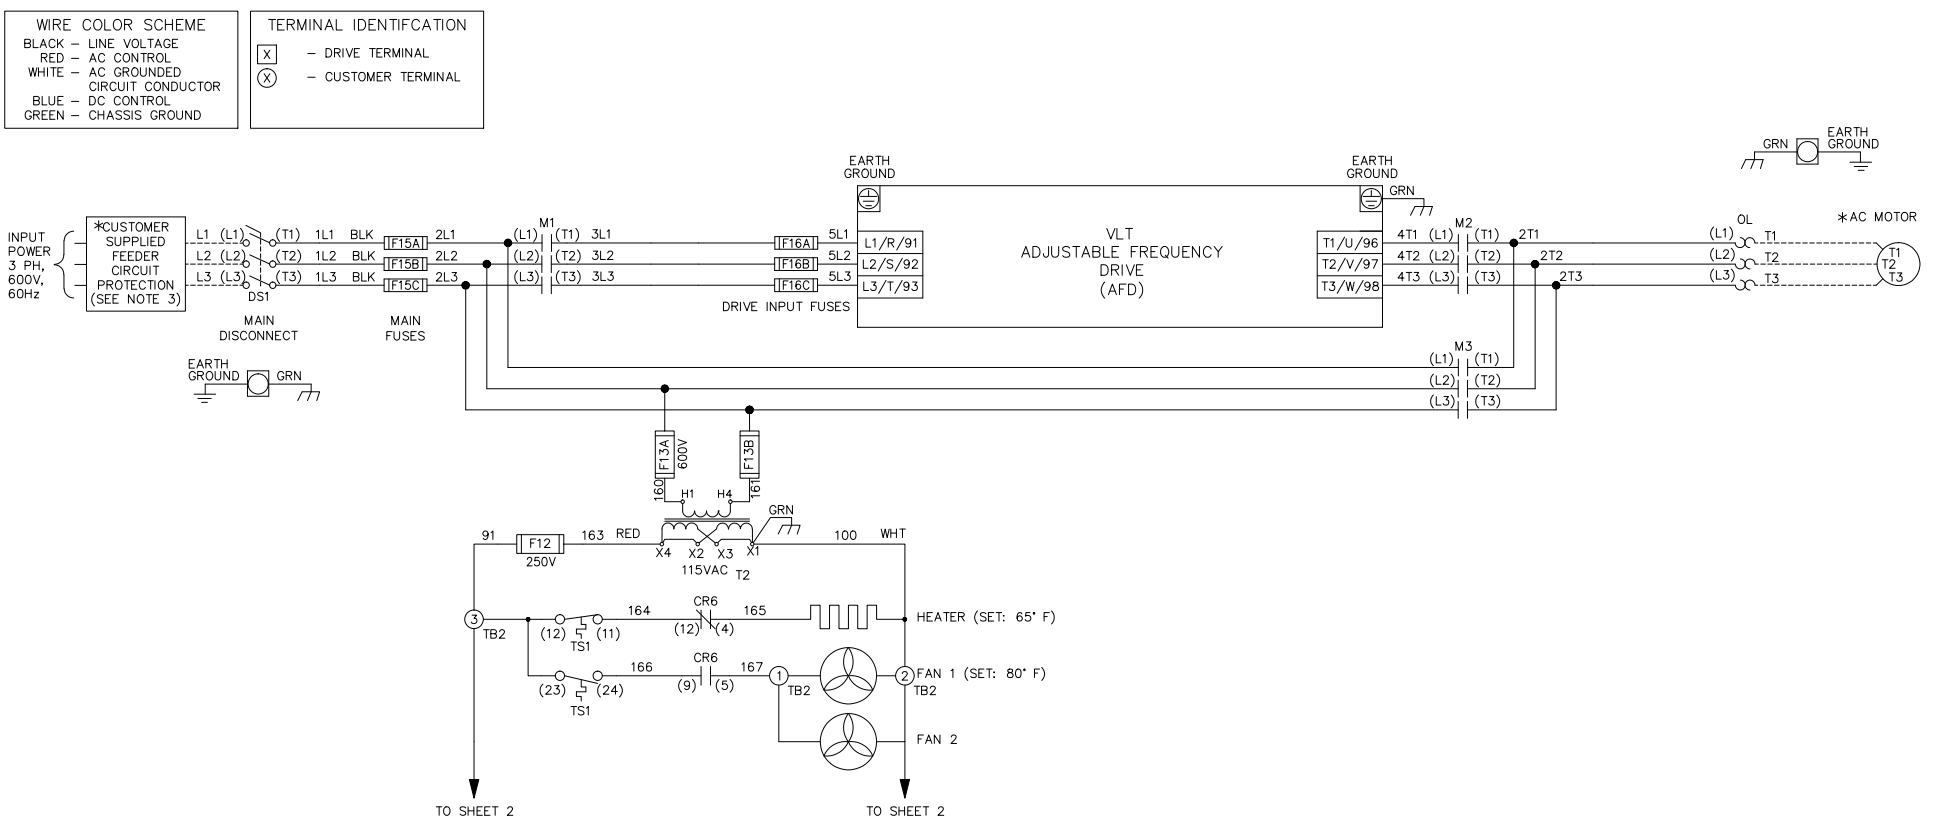 WIRE COLOR SCHEME
BLACK – LINE VOLTAGE
RED – AC CONTROL
WHITE – AC GROUNDED
CIRCUIT CONDUCTOR
BLUE – DC CONTROL
GREEN – CHASSIS GROUND
TERMINAL IDENTIFCATION
X – DRIVE TERMINAL
X – CUSTOMER TERMINAL
GRN
EARTH
GROUND
EARTH
GROUND
EARTH
GROUND
GRN
INPUT
POWER
3 PH,
600V,
60Hz
*CUSTOMER
SUPPLIED
FEEDER
CIRCUIT
PROTECTION
(SEE NOTE 3)
L1 (L1) (T1) 1L1 BLK F15A 2L1 (L1) M1 (T1) 3L1 F16A 5L1 L1/R/91
L2 (L2) (T2) 1L2 BLK F15B 2L2 (L2) (T2) 3L2 F16B 5L2 L2/S/92
L3 (L3) (T3) 1L3 BLK F15C 2L3 (L3) (T3) 3L3 F16C 5L3 L3/T/93
DS1
MAIN
DISCONNECT
MAIN
FUSES
DRIVE INPUT FUSES
VLT
ADJUSTABLE FREQUENCY
DRIVE
(AFD)
T1/U/96 4T1 (L1) M2 (T1) 2T1 (L1) OL T1
T2/V/97 4T2 (L2) (T2) 2T2 (L2) T2
T3/W/98 4T3 (L3) (T3) 2T3 (L3) T3
*AC MOTOR
T1
T2
T3
M3
(L1) (T1)
(L2) (T2)
(L3) (T3)
EARTH
GROUND GRN
F13A
600V
F13B
160
161
H1 H4
GRN
91 F12 163 RED
250V
X4 X2 X3 X1
100 WHT
115VAC T2
3 TB2
(12) (11) TS1 164 CR6 (12) (4) 165
HEATER (SET: 65° F)
(23) (24) TS1 166 CR6 (9) (5) 167 1 TB2 2 TB2
FAN 1 (SET: 80° F)
FAN 2
TO SHEET 2
TO SHEET 2